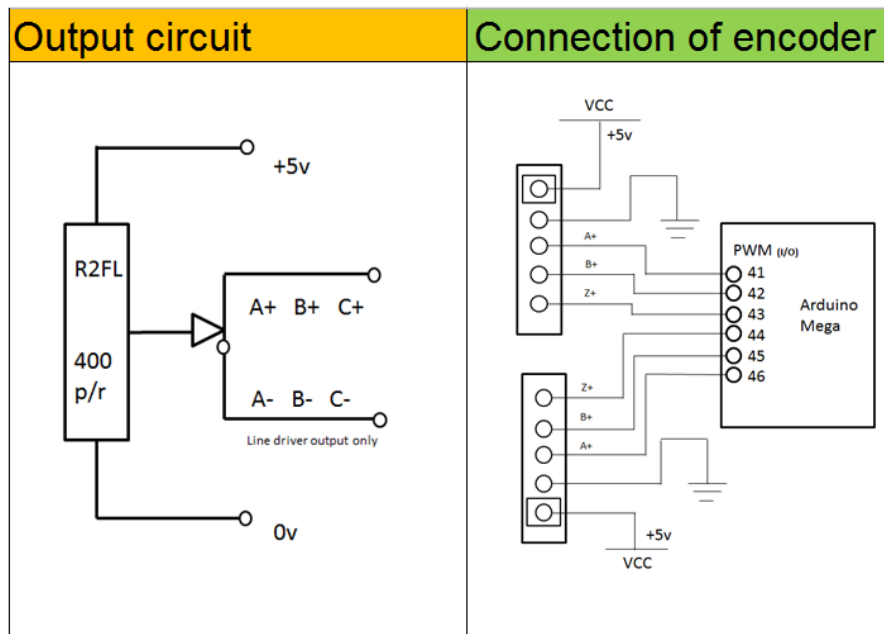 Output circuit
+5v
R2FL
400
p/r
A+ B+ C+
A- B- C-
Line driver output only
0v
Connection of encoder
VCC
+5v
A+
B+
Z+
PWM (I/O)
41
42
43
44
45
46
Arduino
Mega
Z+
B+
A+
+5v
VCC